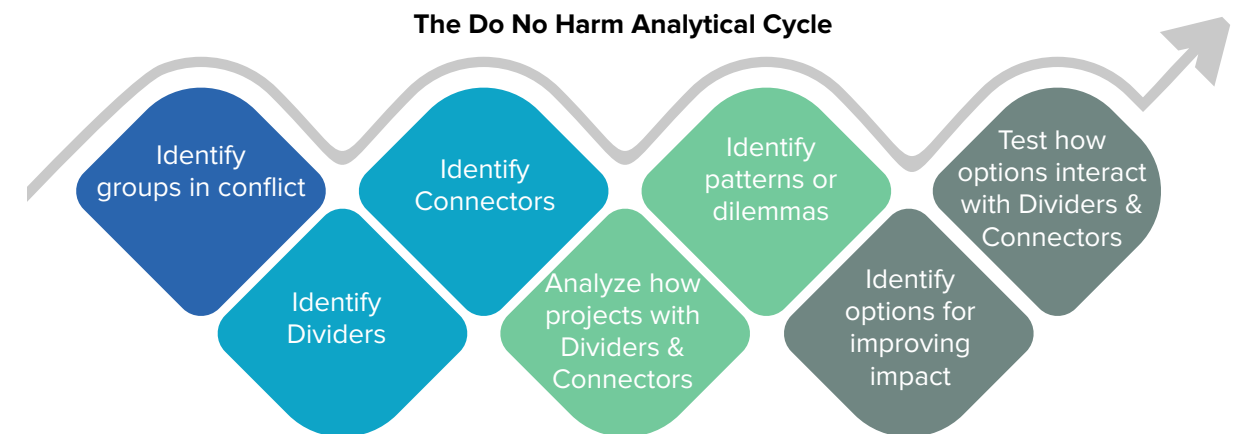 The Do No Harm Analytical Cycle
Identify
groups in conflict
Identify
Dividers
Identify
Connectors
Analyze how
projects with
Dividers &
Connectors
Identify
patterns or
dilemmas
Identify
options for
improving
impact
Test how
options interact
with Dividers &
Connectors